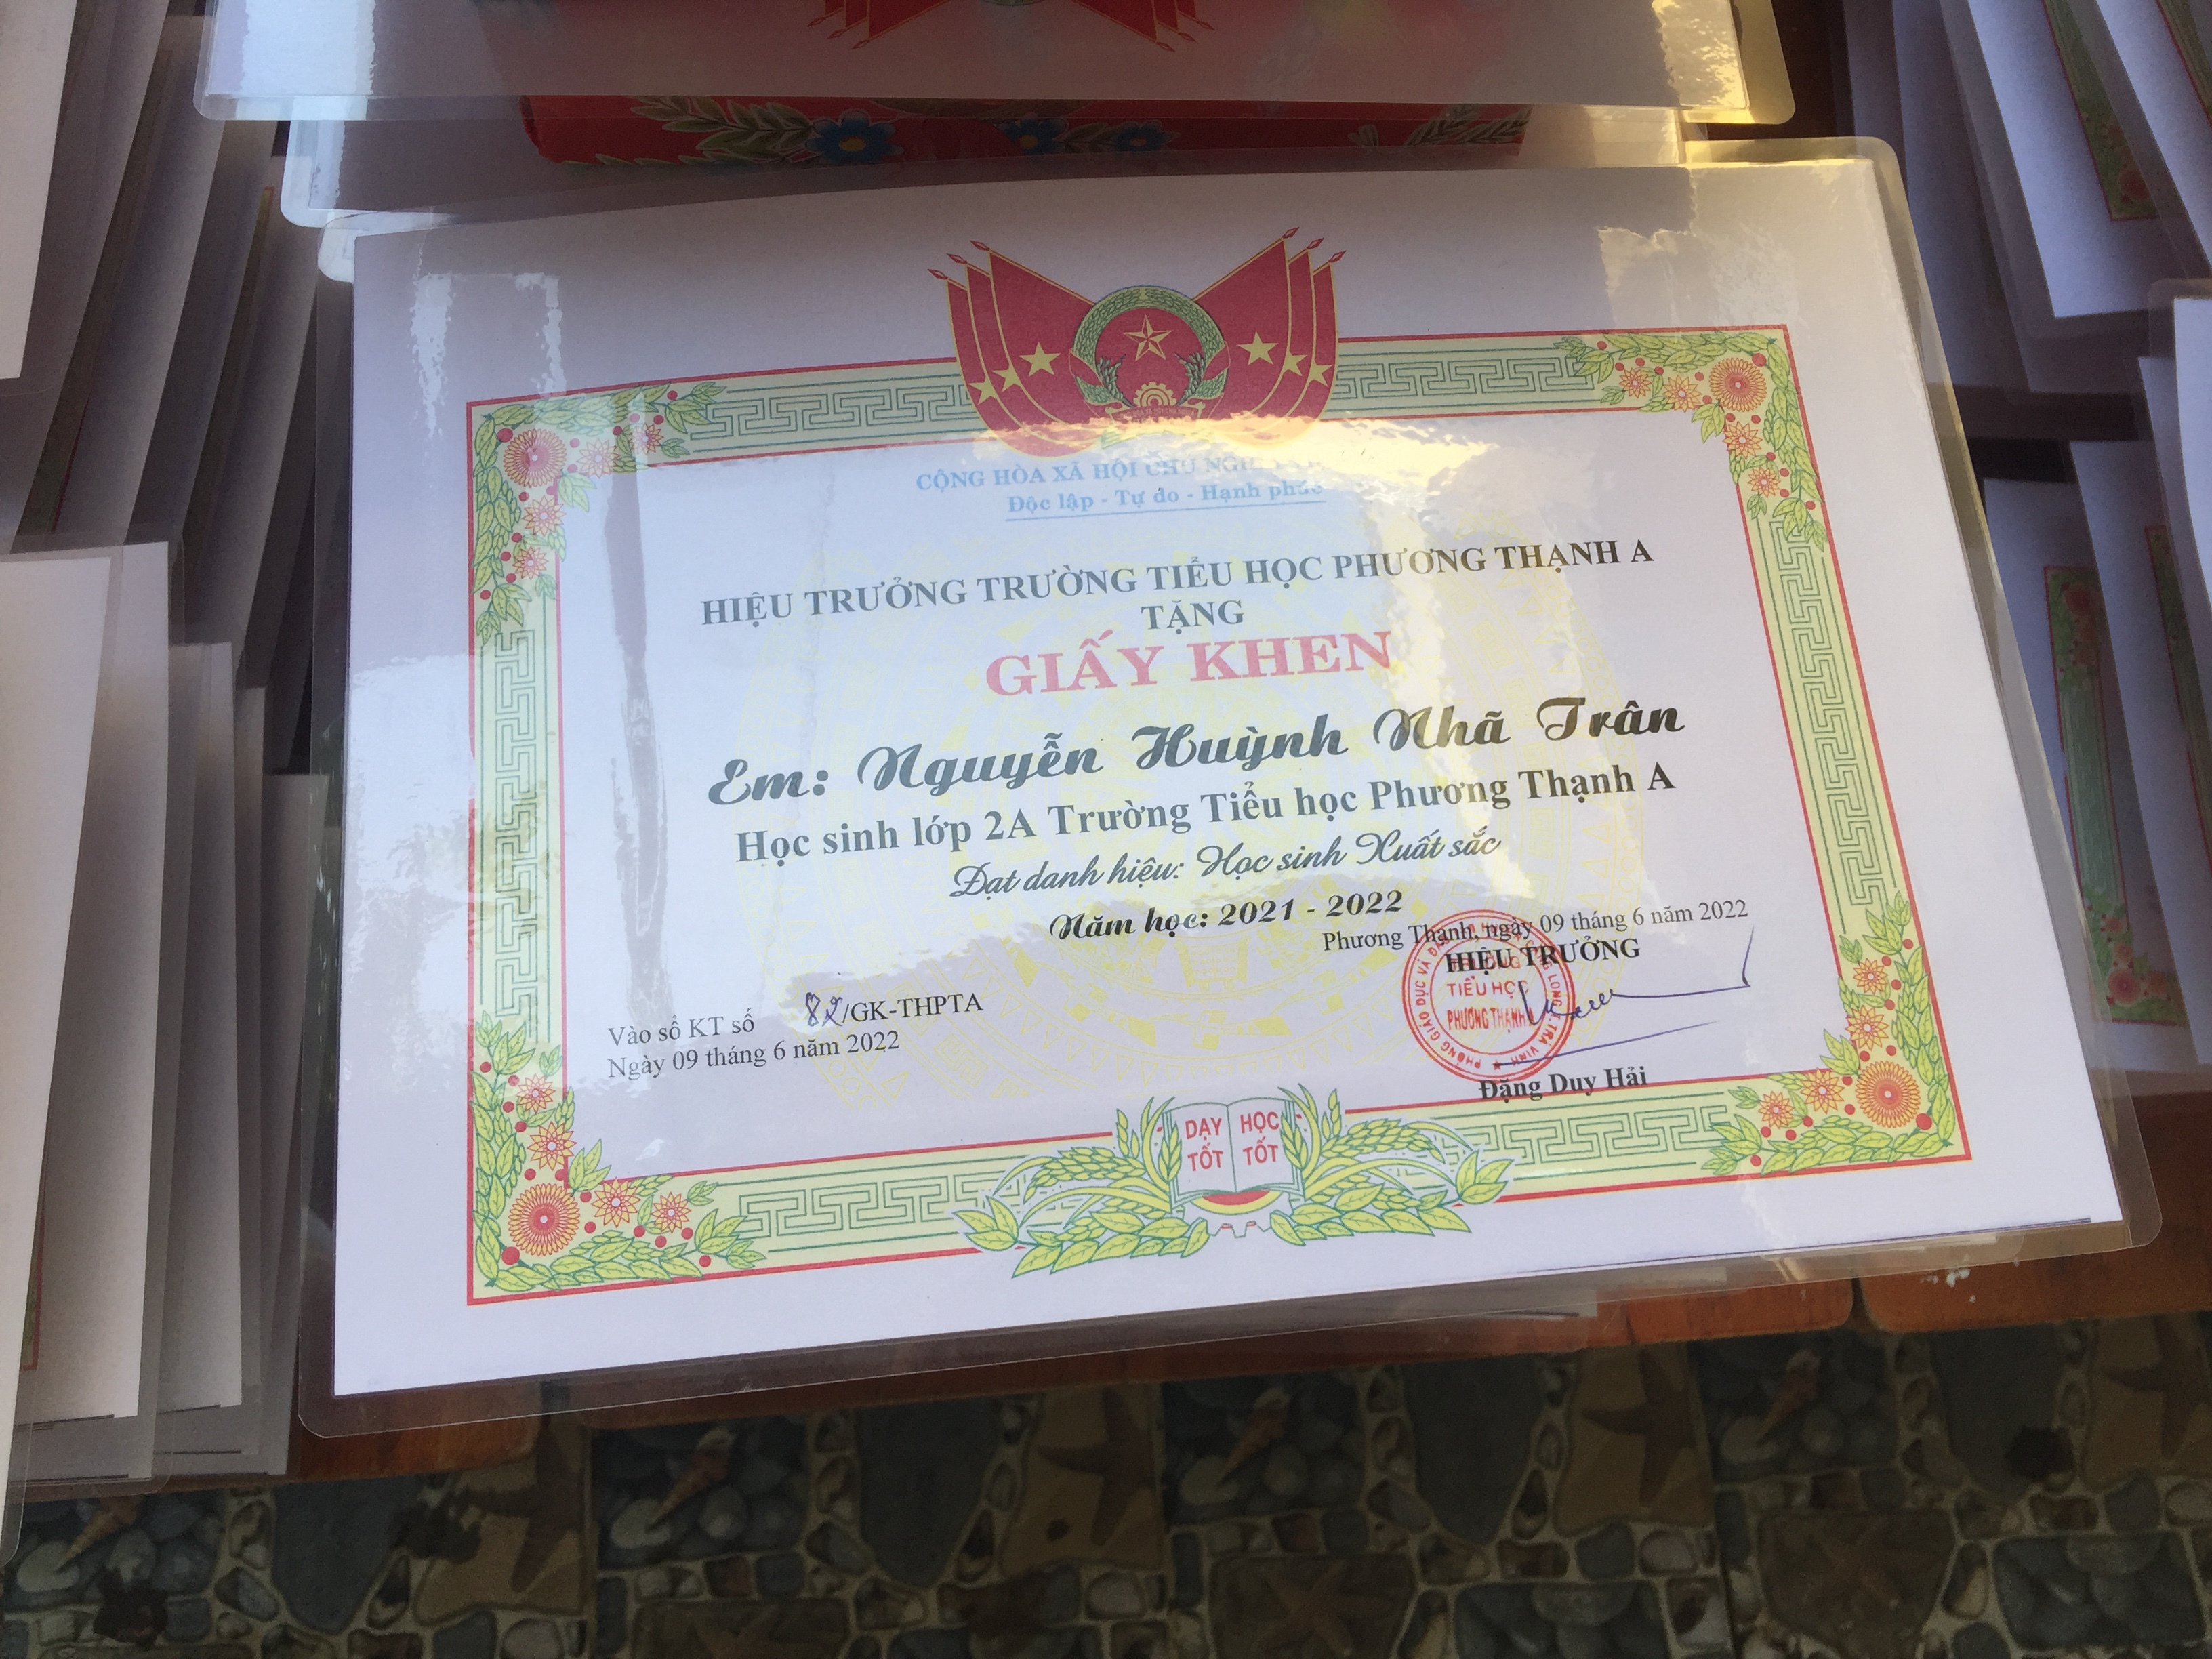 CỘNG HÒA XÃ HỘI CHỦ
Độc lập - Tự do - Hạnh phúc
HIỆU TRƯỞNG TRƯỜNG TIỂU HỌC PHƯƠNG THẠNH A
TẶNG
GIẤY KHEN
Em: Nguyễn Huỳnh Nhã Trân
Học sinh lớp 2A Trường Tiểu học Phương Thạnh A
Đạt danh hiệu: Học sinh Xuất sắc
Năm học: 2021 - 2022
Phương Thạnh, ngày 09 tháng 6 năm 2022
HIỆU TRƯỞNG
TIỂU HỌC
PHƯƠNG THẠNH
Vào sổ KT số 82/GK-THPTA
Ngày 09 tháng 6 năm 2022
Đặng Duy Hải
DẠY HỌC
TỐT TỐT